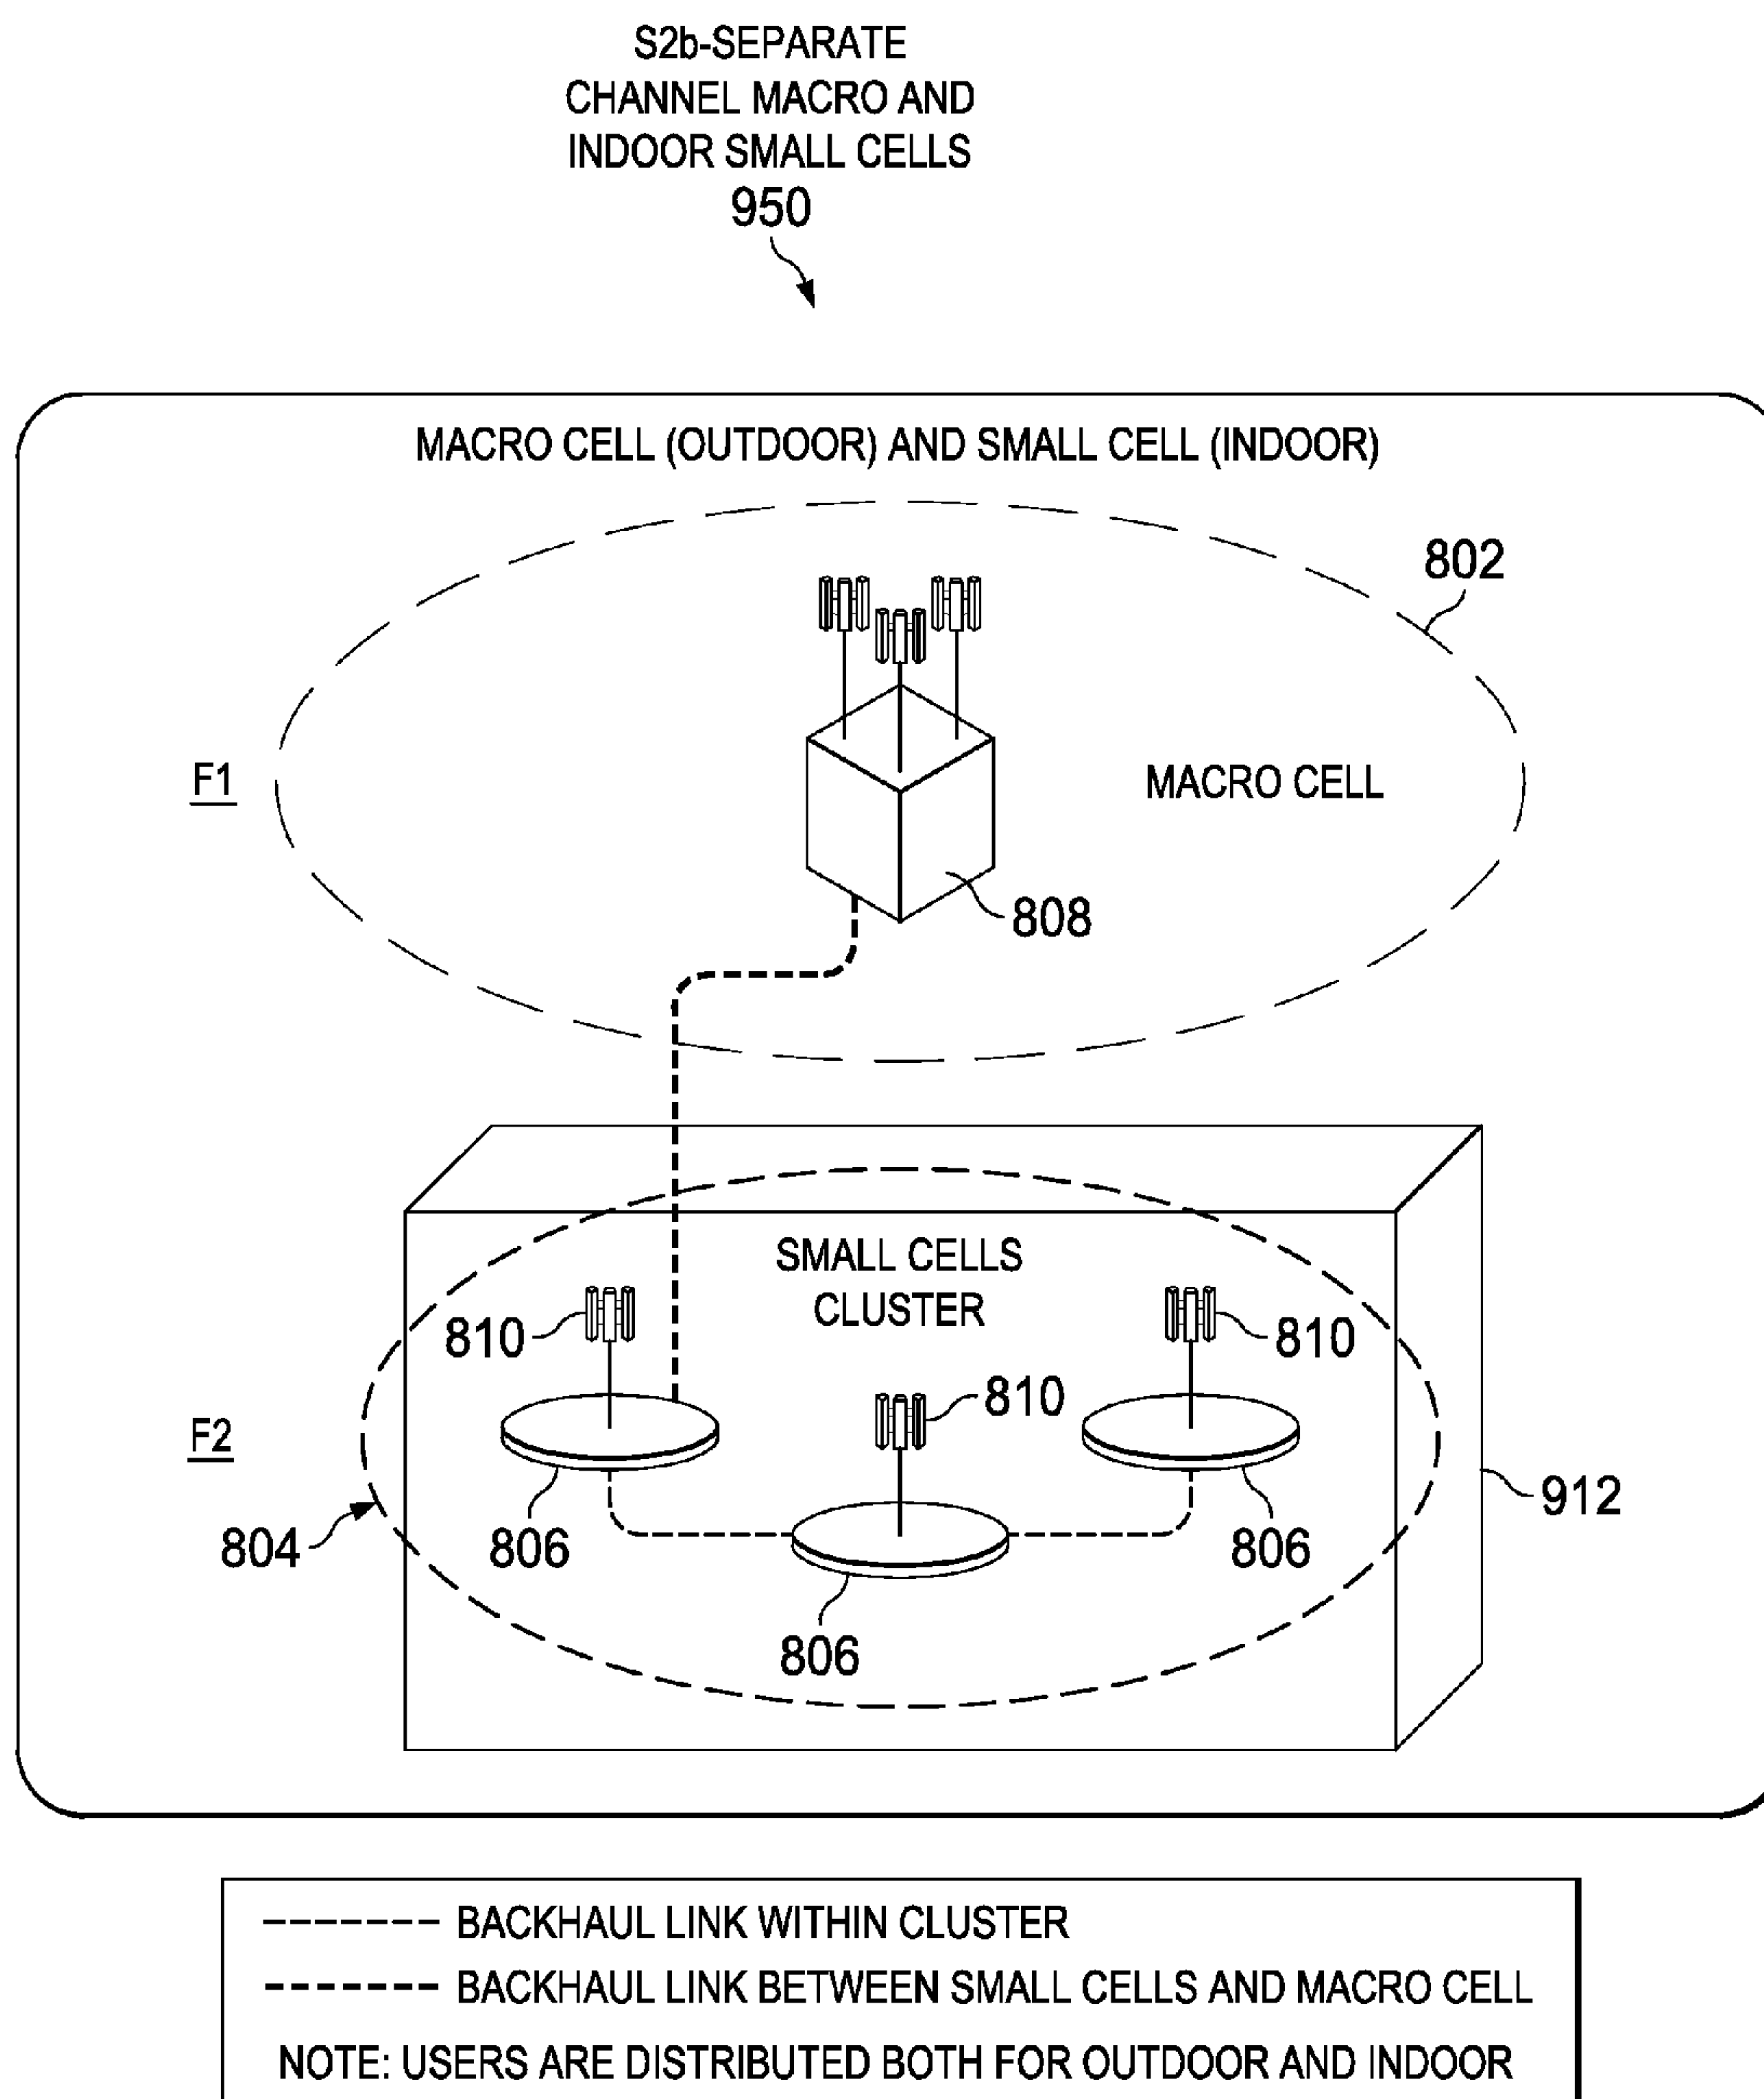 S2b-SEPARATE
CHANNEL MACRO AND
INDOOR SMALL CELLS
950
MACRO CELL (OUTDOOR) AND SMALL CELL (INDOOR)
802
F1
MACRO CELL
808
SMALL CELLS
CLUSTER
810
810
810
F2
912
804
806
806
806
BACKHAUL LINK WITHIN CLUSTER
BACKHAUL LINK BETWEEN SMALL CELLS AND MACRO CELL
NOTE: USERS ARE DISTRIBUTED BOTH FOR OUTDOOR AND INDOOR